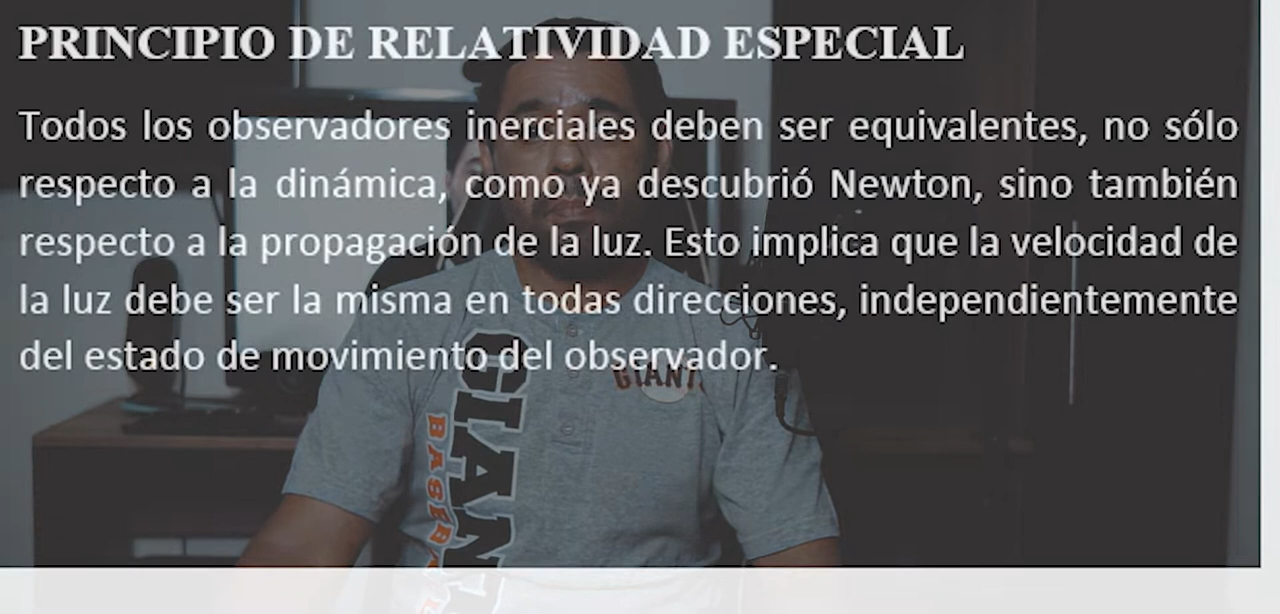 PRINCIPIO DE RELATIVIDAD ESPECIAL
Todos los observadores inerciales deben ser equivalentes, no sólo
respecto a la dinámica, como ya descubrió Newton, sino también
respecto a la propagación de la luz. Esto implica que la velocidad de
la luz debe ser la misma en todas direcciones, independientemente
del estado de movimiento del observador.
GIANTS